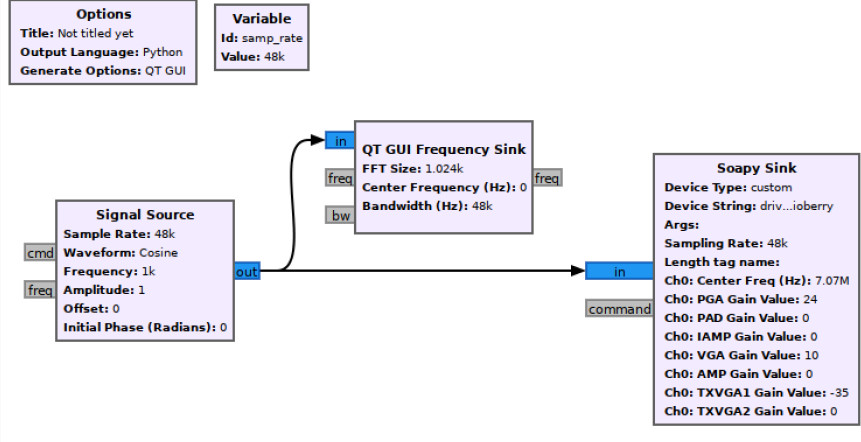 Options
Title: Not titled yet
Output Language: Python
Generate Options: QT GUI
Variable
Id: samp_rate
Value: 48k
in
freq
bw
QT GUI Frequency Sink
FFT Size: 1.024k
Center Frequency (Hz): 0
Bandwidth (Hz): 48k
freq
cmd
freq
Signal Source
Sample Rate: 48k
Waveform: Cosine
Frequency: 1k
Amplitude: 1
Offset: 0
Initial Phase (Radians): 0
out
in
command
Soapy Sink
Device Type: custom
Device String: driv...ioberry
Args:
Sampling Rate: 48k
Length tag name:
Ch0: Center Freq (Hz): 7.07M
Ch0: PGA Gain Value: 24
Ch0: PAD Gain Value: 0
Ch0: IAMP Gain Value: 0
Ch0: VGA Gain Value: 10
Ch0: AMP Gain Value: 0
Ch0: TXVGA1 Gain Value: -35
Ch0: TXVGA2 Gain Value: 0